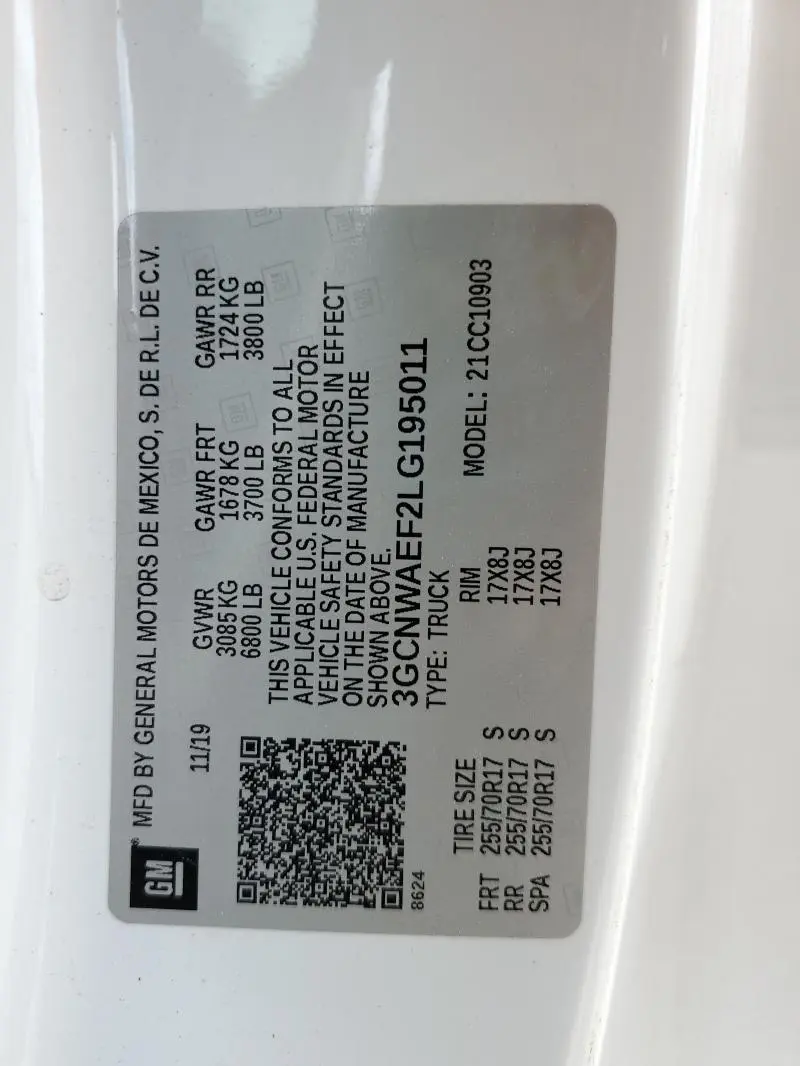 GM
MFD BY GENERAL MOTORS DE MEXICO, S. DE R.L. DE C.V.
11/19 GVWR GAWR FRT GAWR RR
3085 KG 1678 KG 1724 KG
6800 LB 3700 LB 3800 LB
THIS VEHICLE CONFORMS TO ALL
APPLICABLE U.S. FEDERAL MOTOR
VEHICLE SAFETY STANDARDS IN EFFECT
ON THE DATE OF MANUFACTURE
SHOWN ABOVE.
3GCNWAEF2LG195011
8624
TYPE: TRUCK MODEL: 21CC10903
TIRE SIZE RIM
FRT 255/70R17 S 17X8J
RR 255/70R17 S 17X8J
SPA 255/70R17 S 17X8J